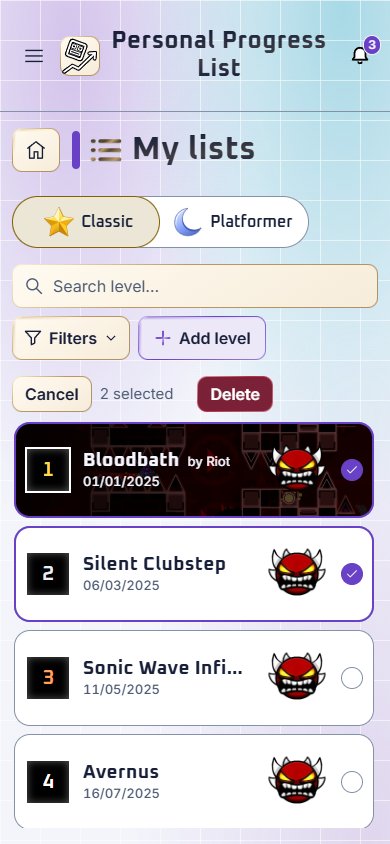 Personal Progress
List
3
My lists
Classic
Platformer
Search level...
Filters
Add level
Cancel
2 selected
Delete
1
Bloodbath by Riot
01/01/2025
2
Silent Clubstep
06/03/2025
3
Sonic Wave Infi...
11/05/2025
4
Avernus
16/07/2025